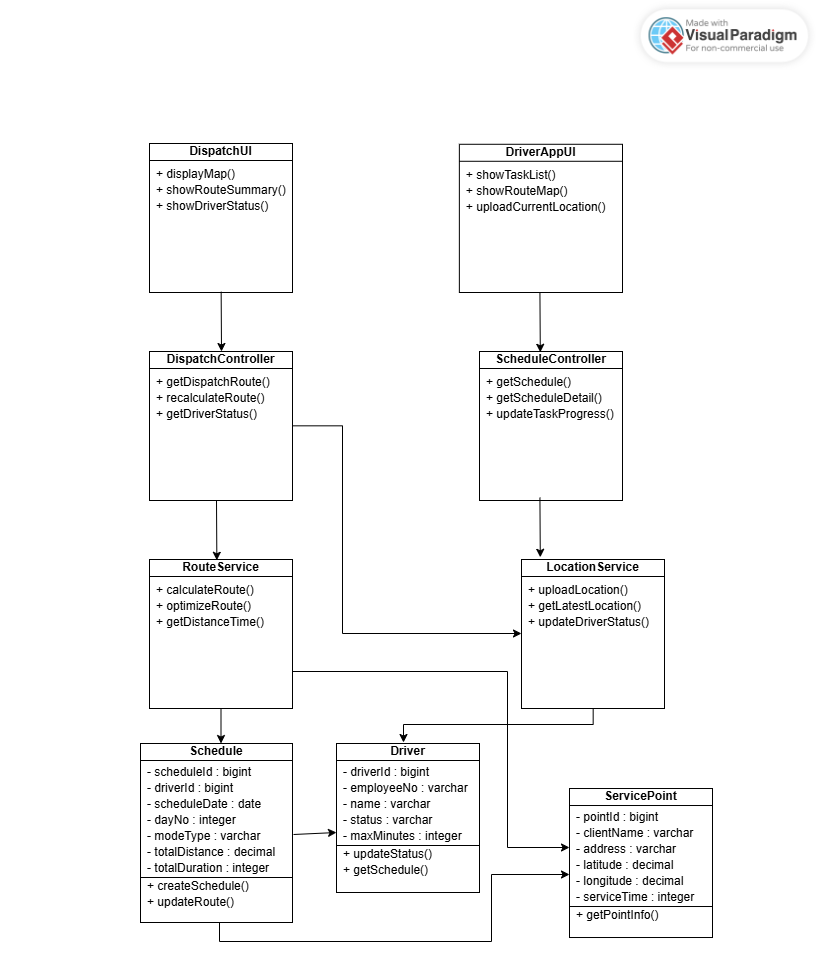 Made with
VisualParadigm
For non-commercial use
DispatchUI
+ displayMap()
+ showRouteSummary()
+ showDriverStatus()
DriverAppUI
+ showTaskList()
+ showRouteMap()
+ uploadCurrentLocation()
DispatchController
+ getDispatchRoute()
+ recalculateRoute()
+ getDriverStatus()
ScheduleController
+ getSchedule()
+ getScheduleDetail()
+ updateTaskProgress()
RouteService
+ calculateRoute()
+ optimizeRoute()
+ getDistanceTime()
LocationService
+ uploadLocation()
+ getLatestLocation()
+ updateDriverStatus()
Schedule
- scheduleId : bigint
- driverId : bigint
- scheduleDate : date
- dayNo : integer
- modeType : varchar
- totalDistance : decimal
- totalDuration : integer
+ createSchedule()
+ updateRoute()
Driver
- driverId : bigint
- employeeNo : varchar
- name : varchar
- status : varchar
- maxMinutes : integer
+ updateStatus()
+ getSchedule()
ServicePoint
- pointId : bigint
- clientName : varchar
- address : varchar
- latitude : decimal
- longitude : decimal
- serviceTime : integer
+ getPointInfo()